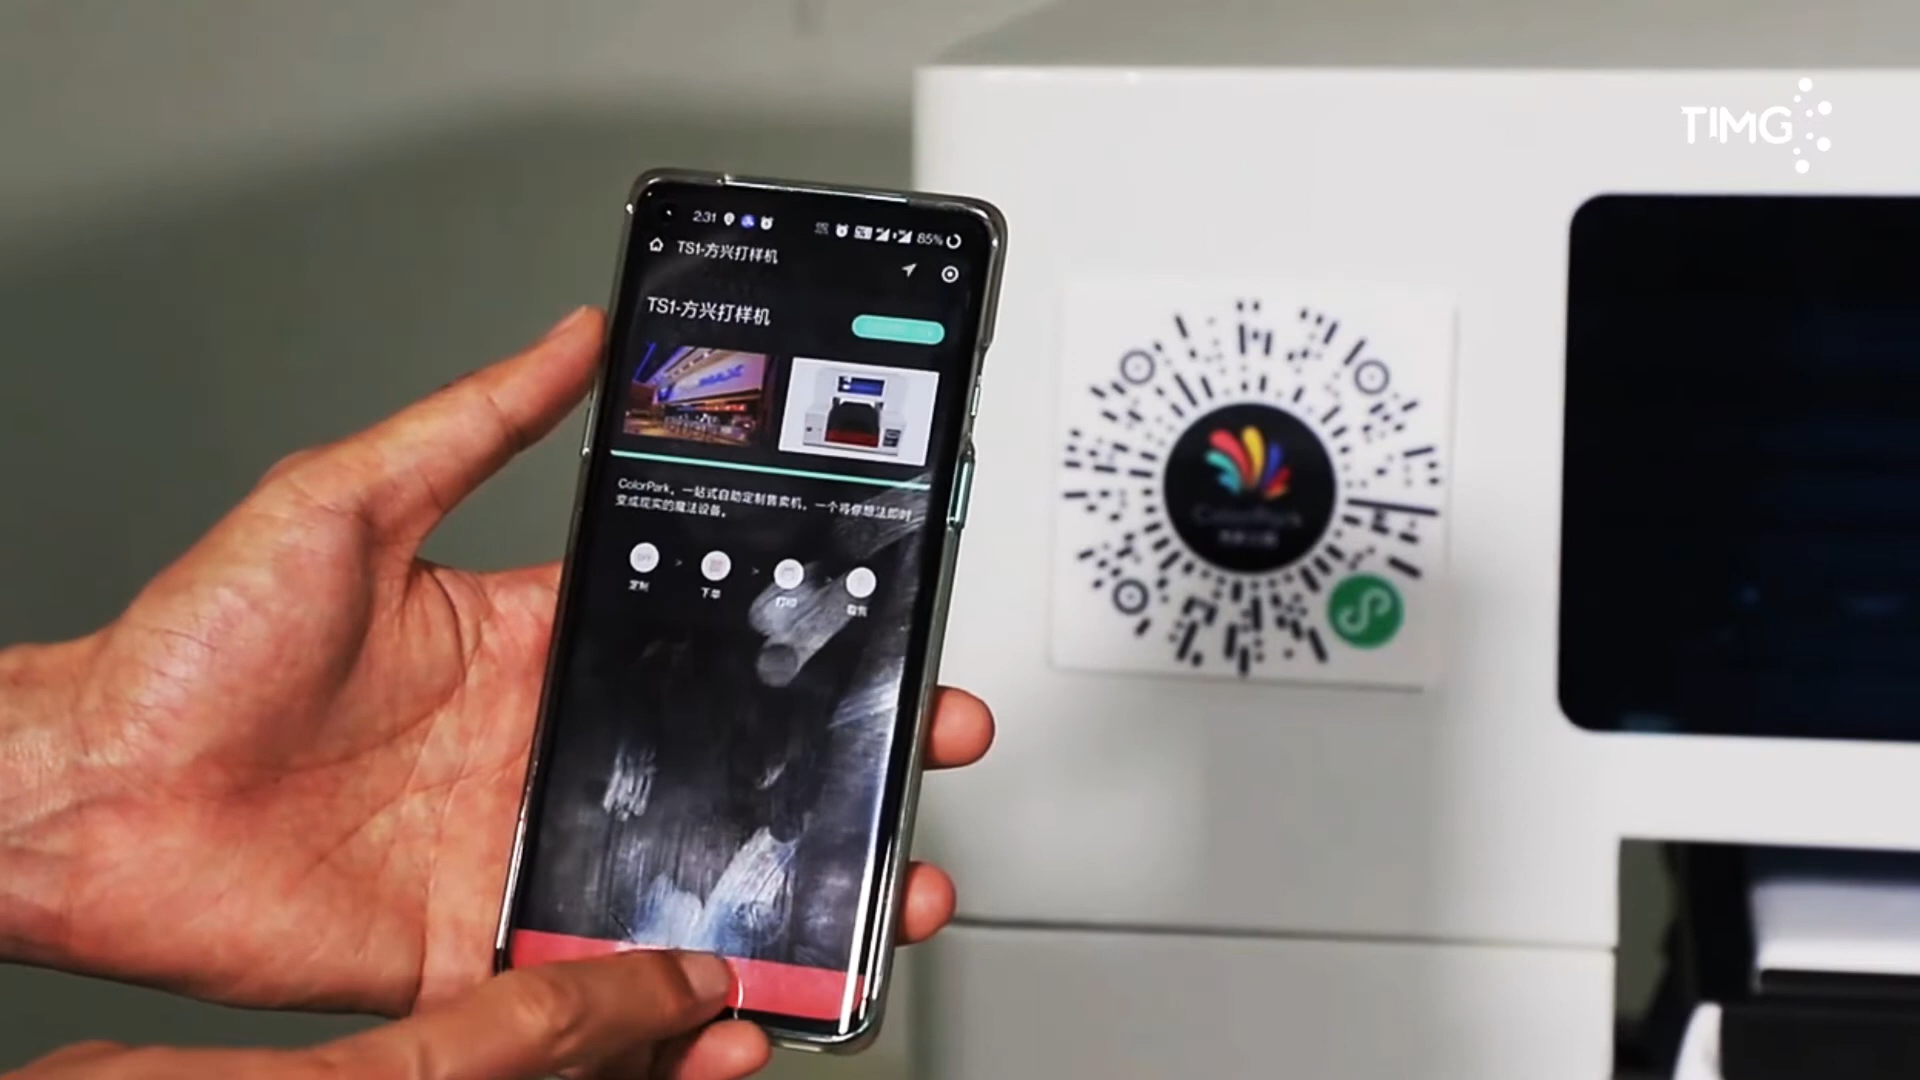 TIMG
2:31
85%
TS1-方兴打样机
TS1-方兴打样机
ColorPark，一站式自助定制售卖机，一个将你想法即时
变成现实的魔法设备。
定制 > 下单 > 打印 >
ColorPark